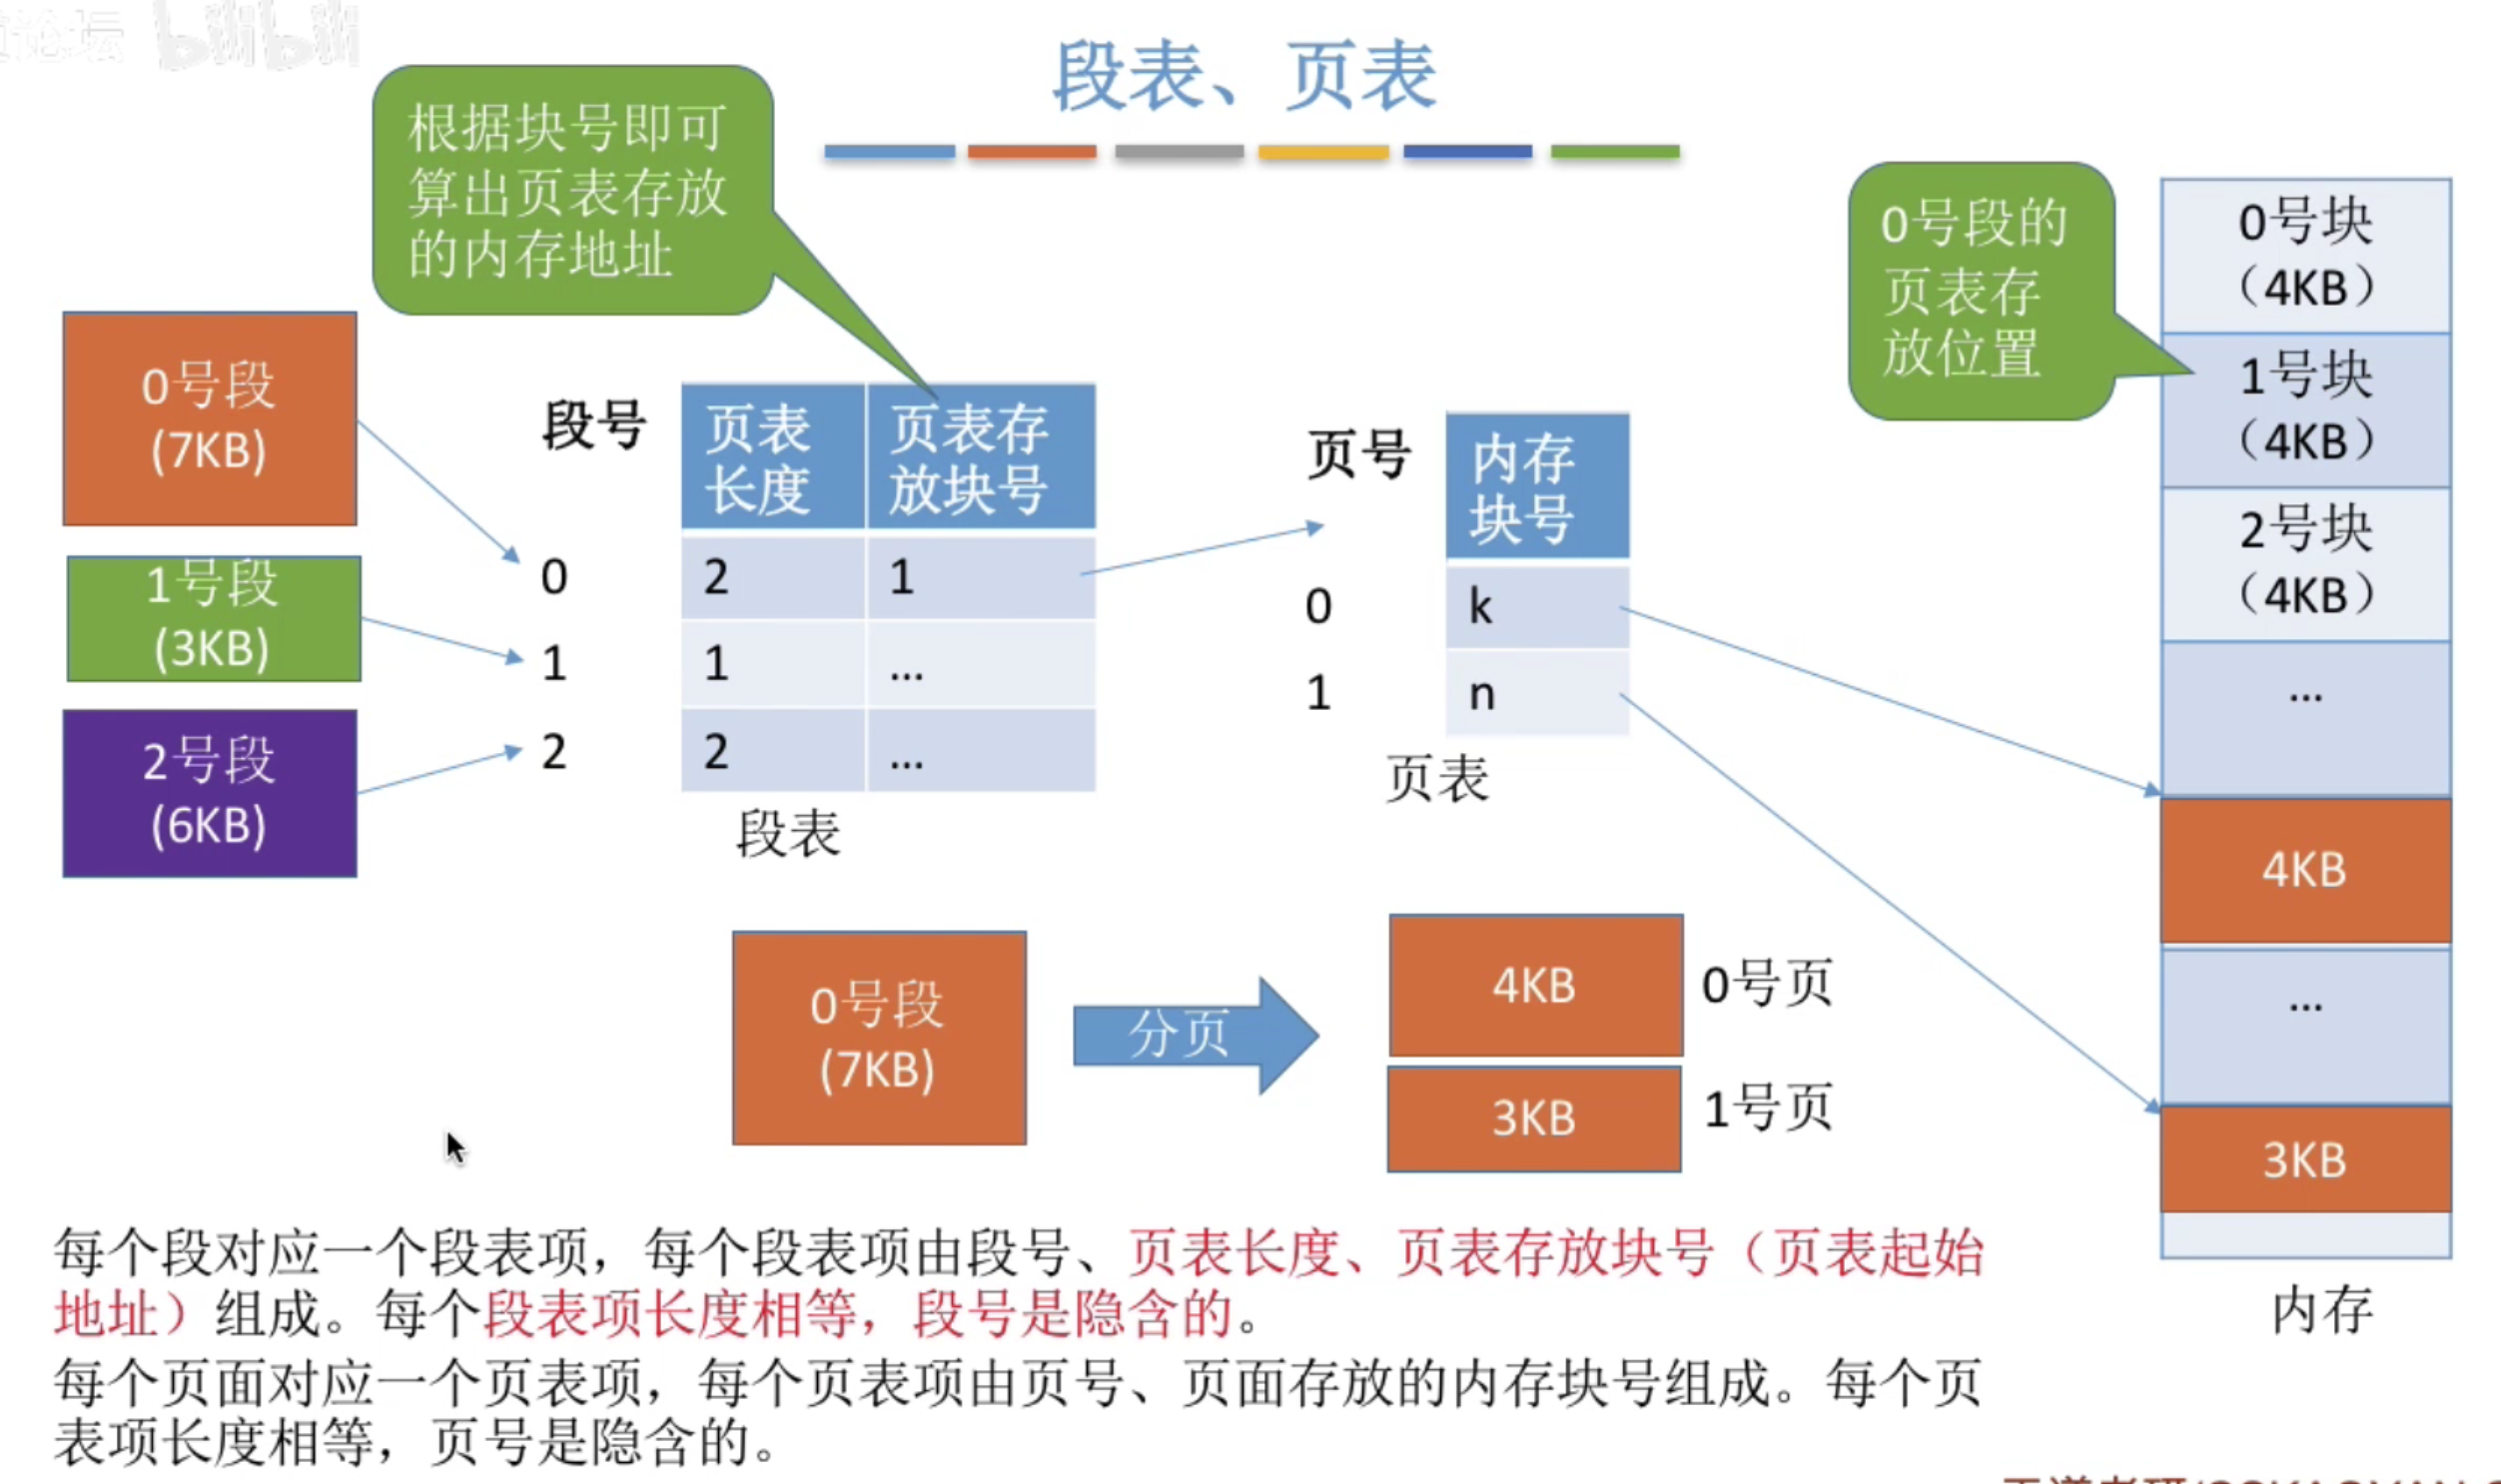 论坛 bilibili
段表、页表
根据块号即可
算出页表存放
的内存地址
0号段
(7KB)
1号段
(3KB)
2号段
(6KB)
段号
页表
长度
页表存
放块号
0
2
1
1
1
...
2
2
...
段表
页号
内存
块号
0
k
1
n
页表
0号段的
页表存
放位置
0号块
（4KB）
1号块
（4KB）
2号块
（4KB）
...
4KB
...
3KB
内存
0号段
(7KB)
分页
4KB
0号页
3KB
1号页
每个段对应一个段表项，每个段表项由段号、页表长度、页表存放块号（页表起始
地址）组成。每个段表项长度相等，段号是隐含的。
每个页面对应一个页表项，每个页表项由页号、页面存放的内存块号组成。每个页
表项长度相等，页号是隐含的。